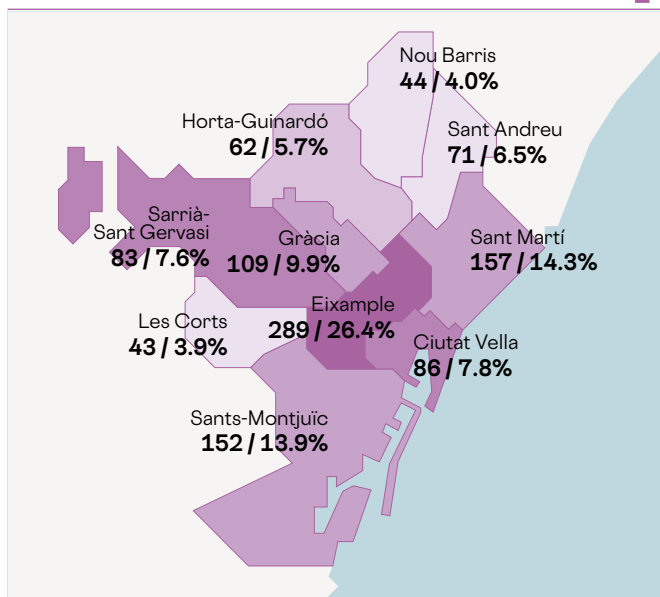 Nou Barris
44 / 4.0%
Horta-Guinardó
62 / 5.7%
Sant Andreu
71 / 6.5%
Sarrià-
Sant Gervasi
83 / 7.6%
Gràcia
109 / 9.9%
Sant Martí
157 / 14.3%
Eixample
289 / 26.4%
Les Corts
43 / 3.9%
Ciutat Vella
86 / 7.8%
Sants-Montjuïc
152 / 13.9%